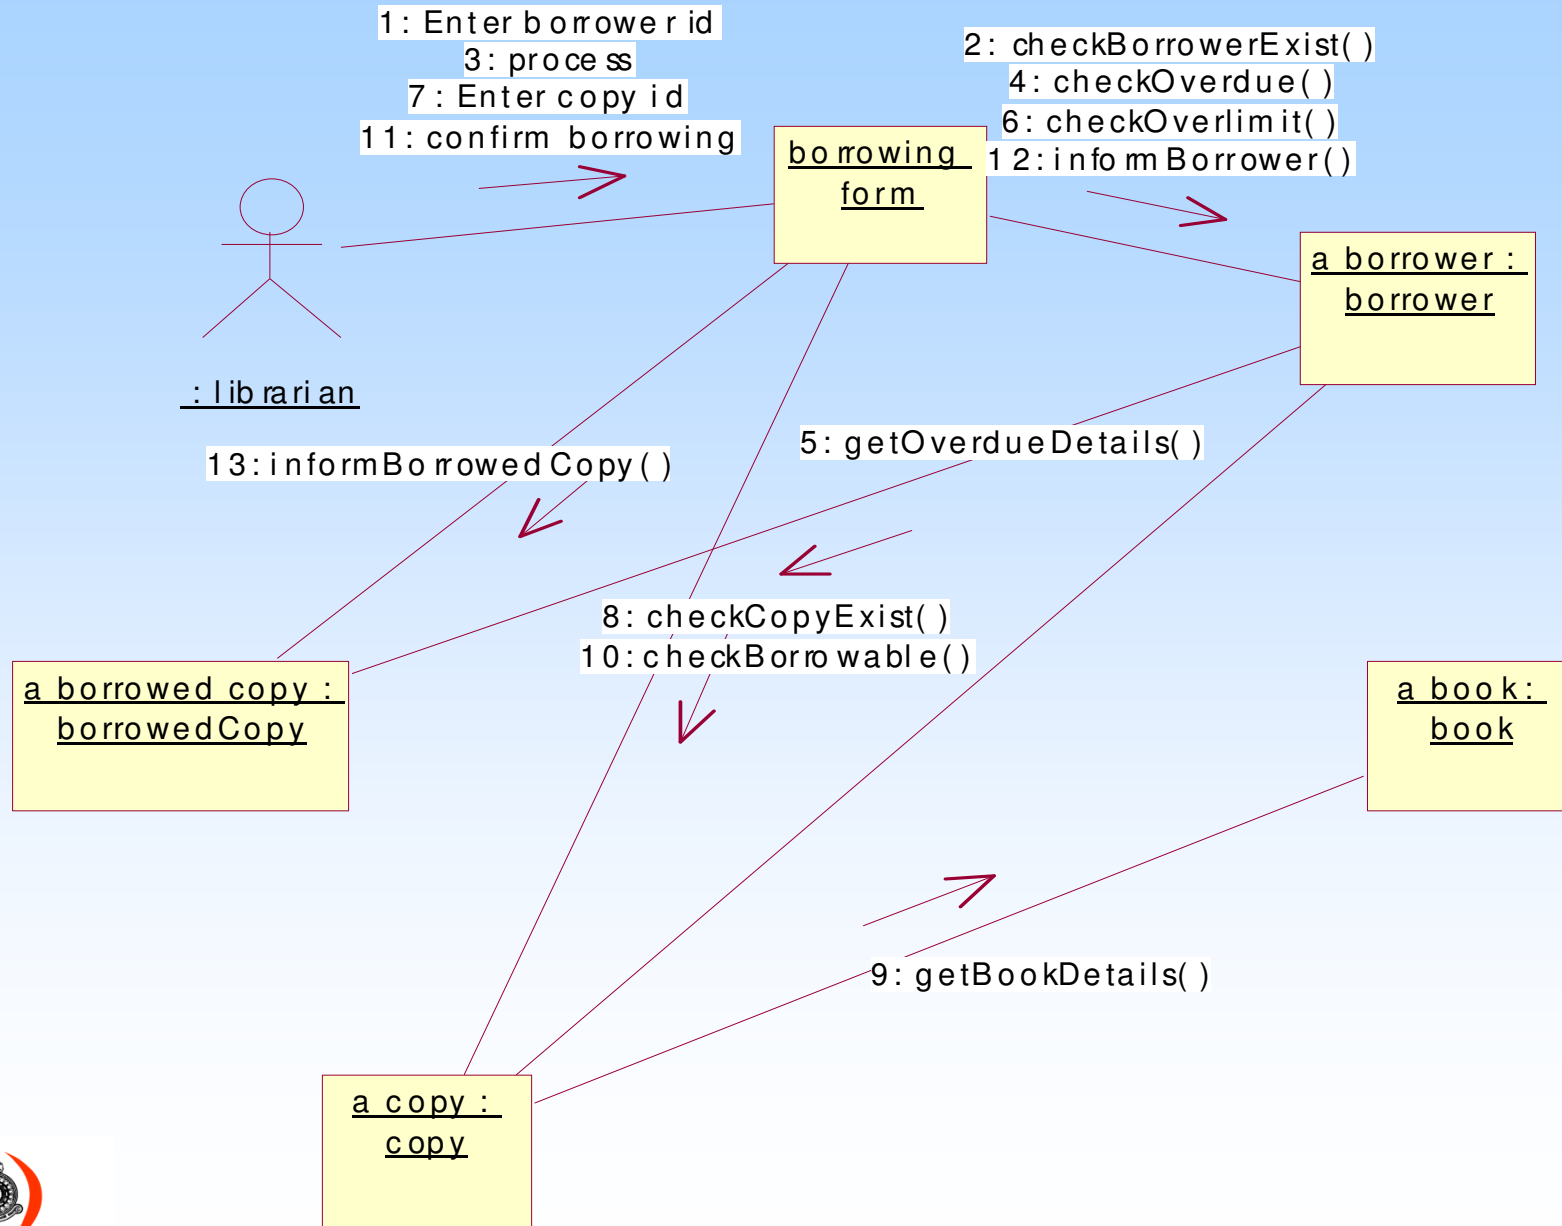 1: Enter borrower id
3: process
7: Enter copy id
11: confirm borrowing
2: checkBorrowerExist()
4: checkOverdue()
6: checkOverlimit()
12:informBorrower()
borrowing
form
a borrower :
borrower
: librarian
13:informBorrowedCopy()
5: getOverdueDetails()
8: checkCopyExist()
10:checkBorrowable()
a borrowed copy :
borrowedCopy
a book:
book
9: getBookDetails()
a copy :
copy